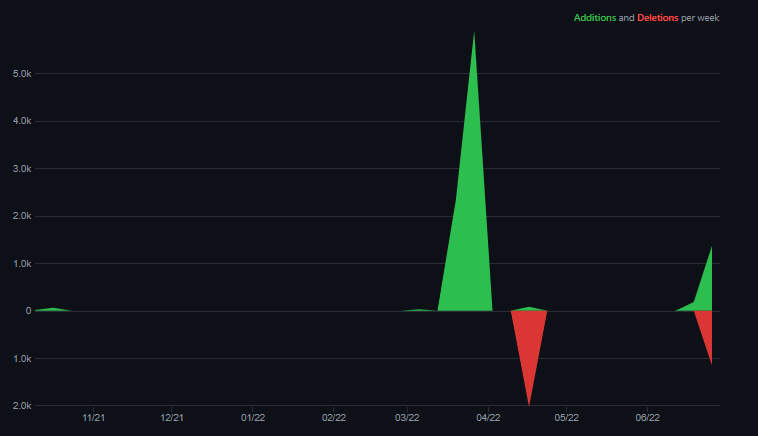 Additions and Deletions per week
5.0k
4.0k
3.0k
2.0k
1.0k
0
1.0k
2.0k
11/21 12/21 01/22 02/22 03/22 04/22 05/22 06/22